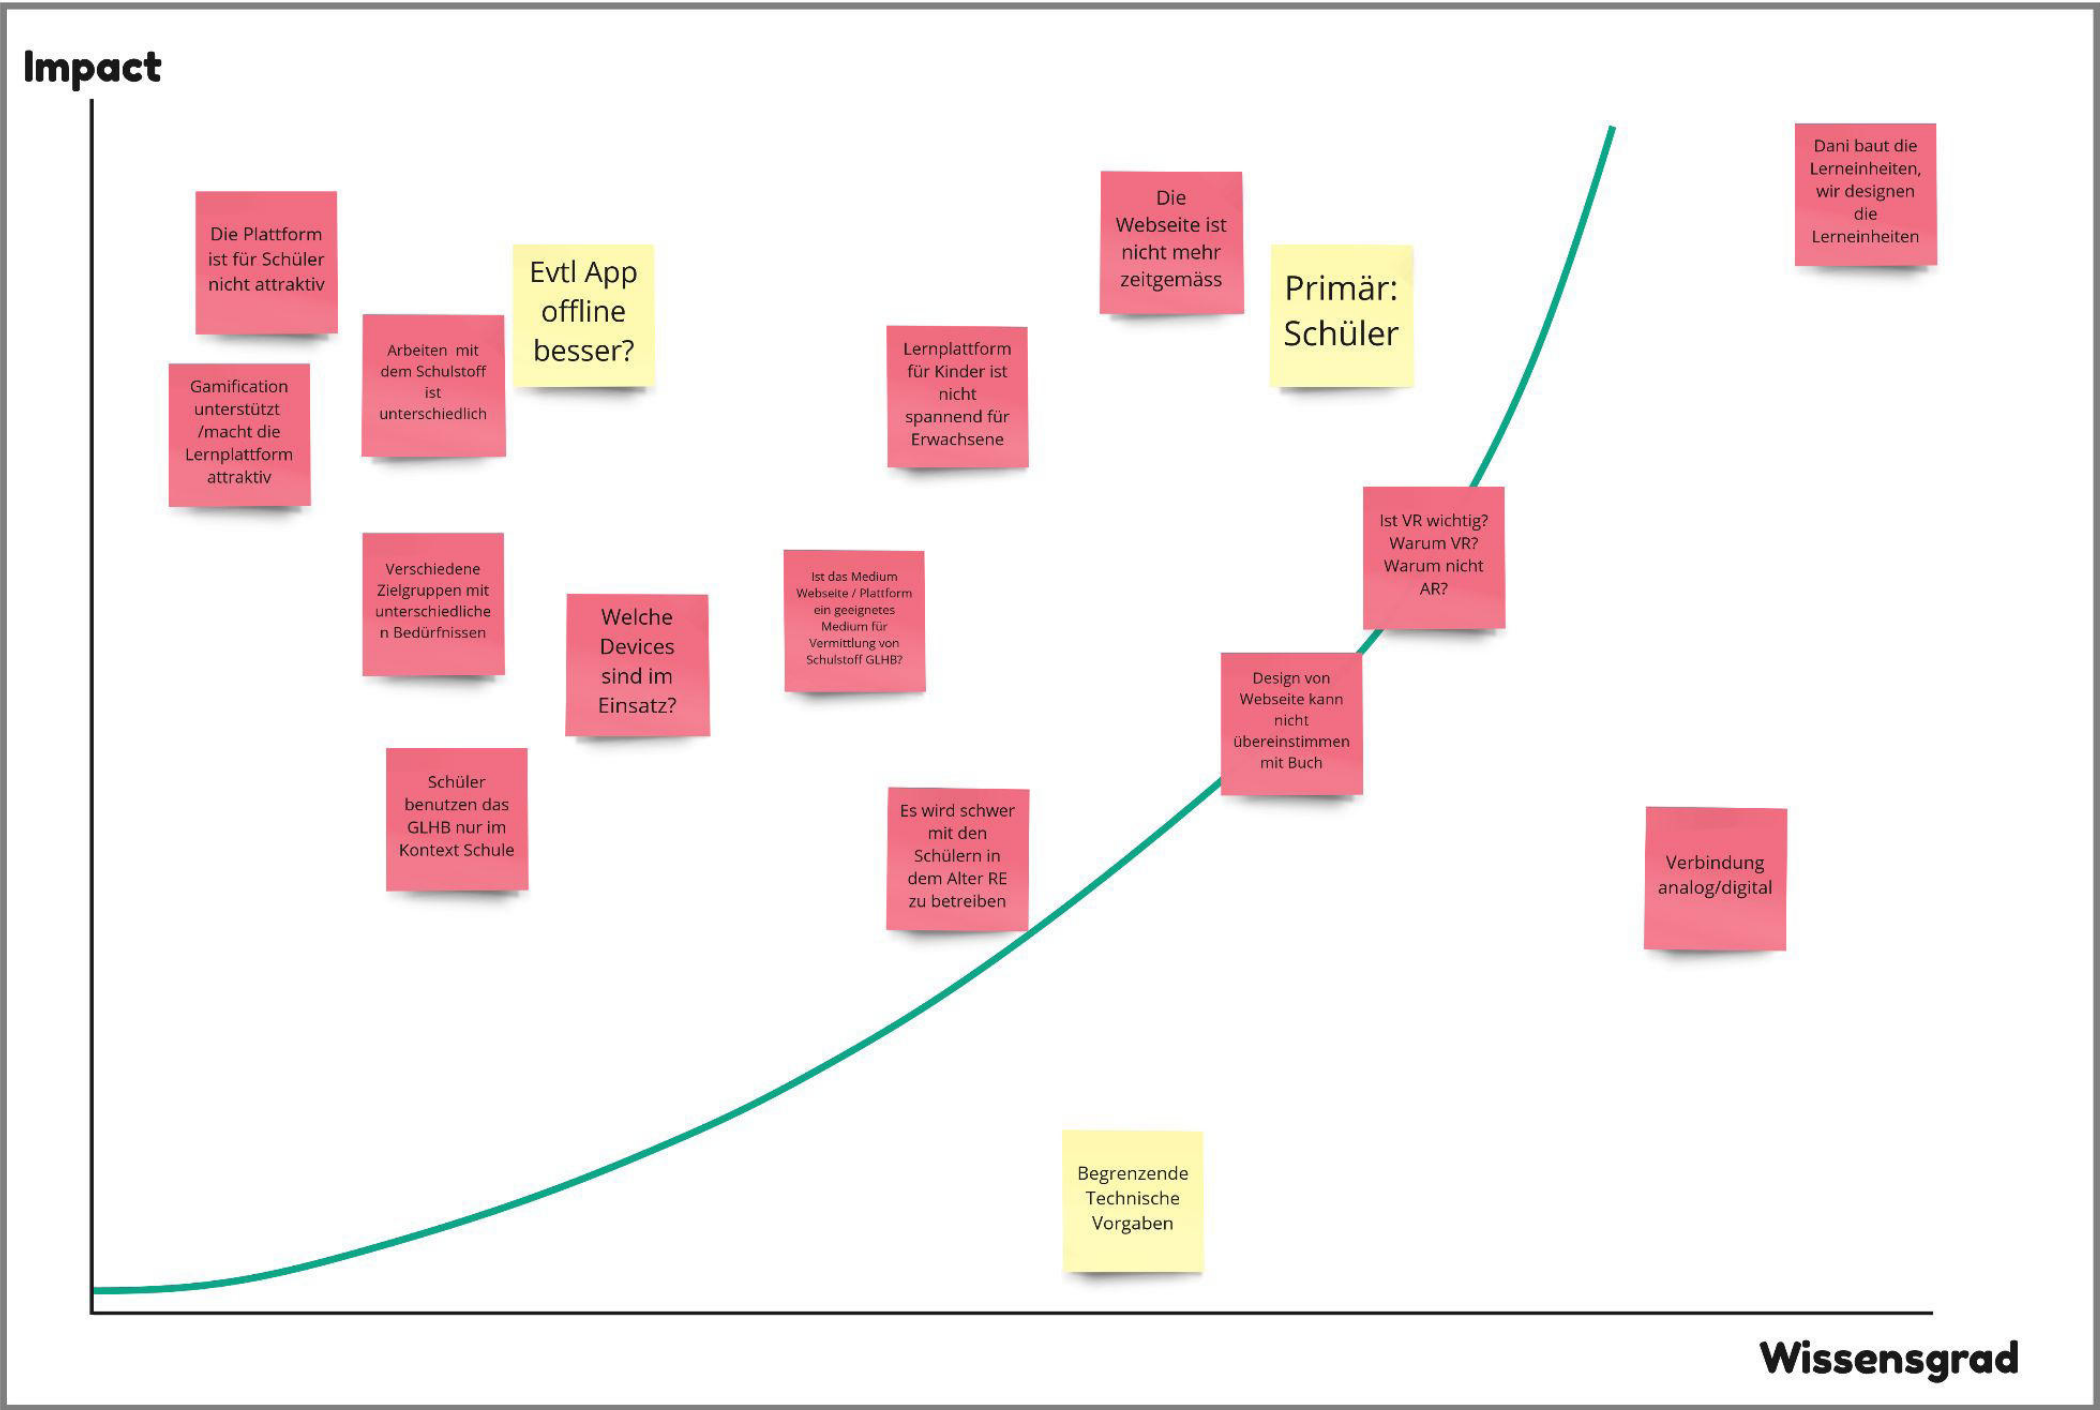 Impact
Dani baut die
Lerneinheiten,
wir designen
die
Lerneinheiten
Die
Webseite ist
nicht mehr
zeitgemäss
Die Plattform
ist für Schüler
nicht attraktiv
Evtl App
offline
besser?
Primär:
Schüler
Arbeiten mit
dem Schulstoff
ist
unterschiedlich
Lernplattform
für Kinder ist
nicht
spannend für
Erwachsene
Gamification
unterstützt
/macht die
Lernplattform
attraktiv
Ist VR wichtig?
Warum VR?
Warum nicht
AR?
Verschiedene
Zielgruppen mit
unterschiedliche
n Bedürfnissen
Ist das Medium
Webseite / Plattform
ein geeignetes
Medium für
Vermittlung von
Schulstoff GLHB?
Welche
Devices
sind im
Einsatz?
Design von
Webseite kann
nicht
übereinstimmen
mit Buch
Schüler
benutzen das
GLHB nur im
Kontext Schule
Es wird schwer
mit den
Schülern in
dem Alter RE
zu betreiben
Verbindung
analog/digital
Begrenzende
Technische
Vorgaben
Wissensgrad